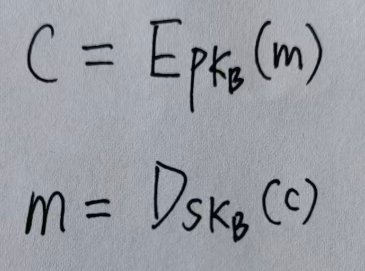 C = E_{PK_B}(m)
m = D_{SK_B}(c)